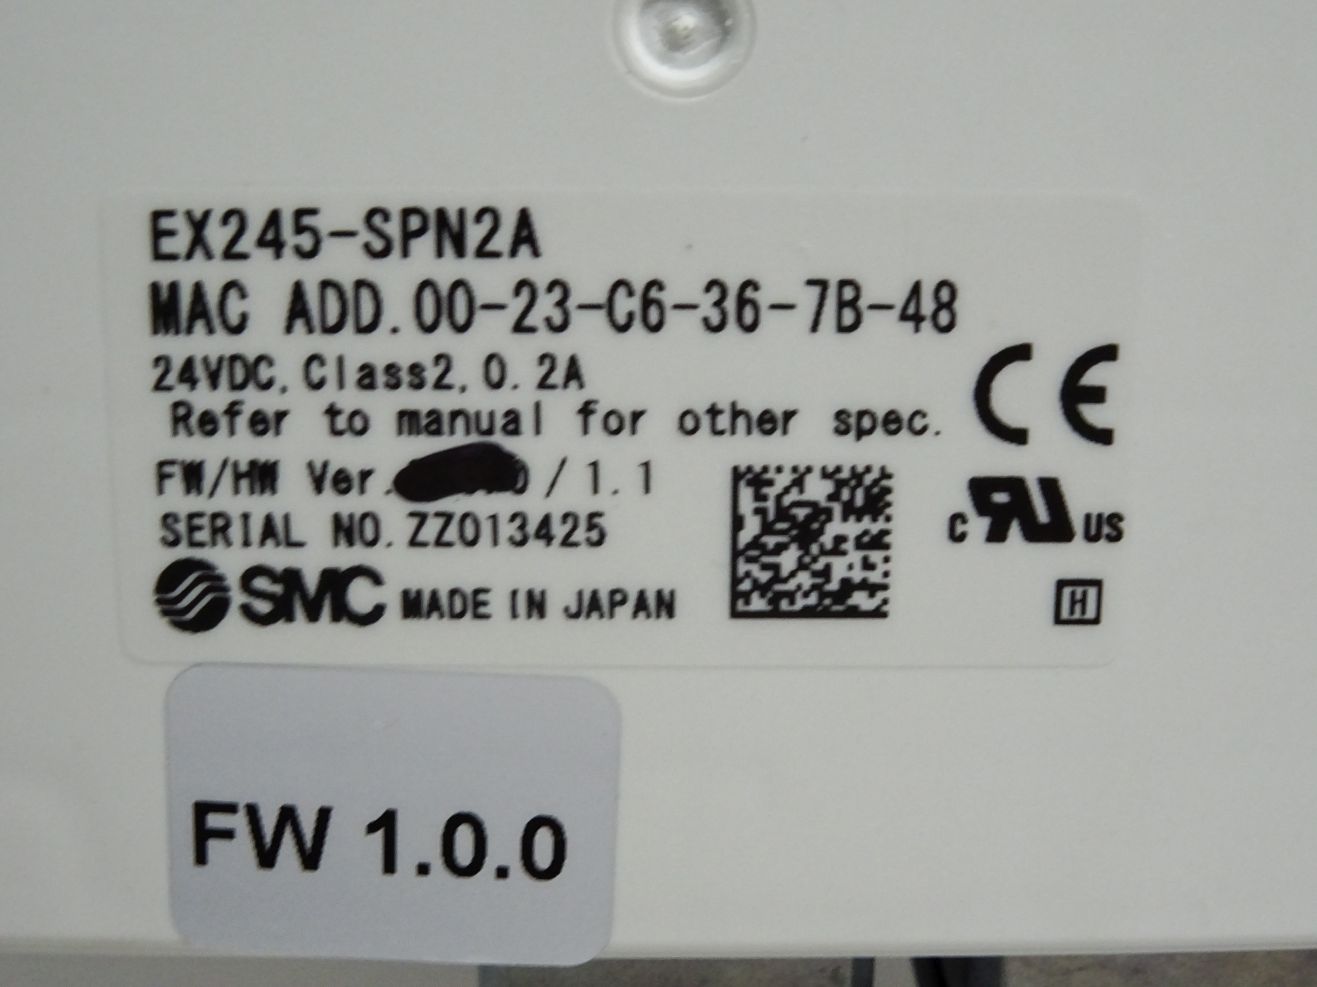 EX245-SPN2A
MAC ADD.00-23-C6-36-7B-48
24VDC, Class2, 0.2A
Refer to manual for other spec.
CE
FW/HW Ver. /1.1
SERIAL NO.ZZ013425
c RU US
SMC MADE IN JAPAN
H
FW 1.0.0